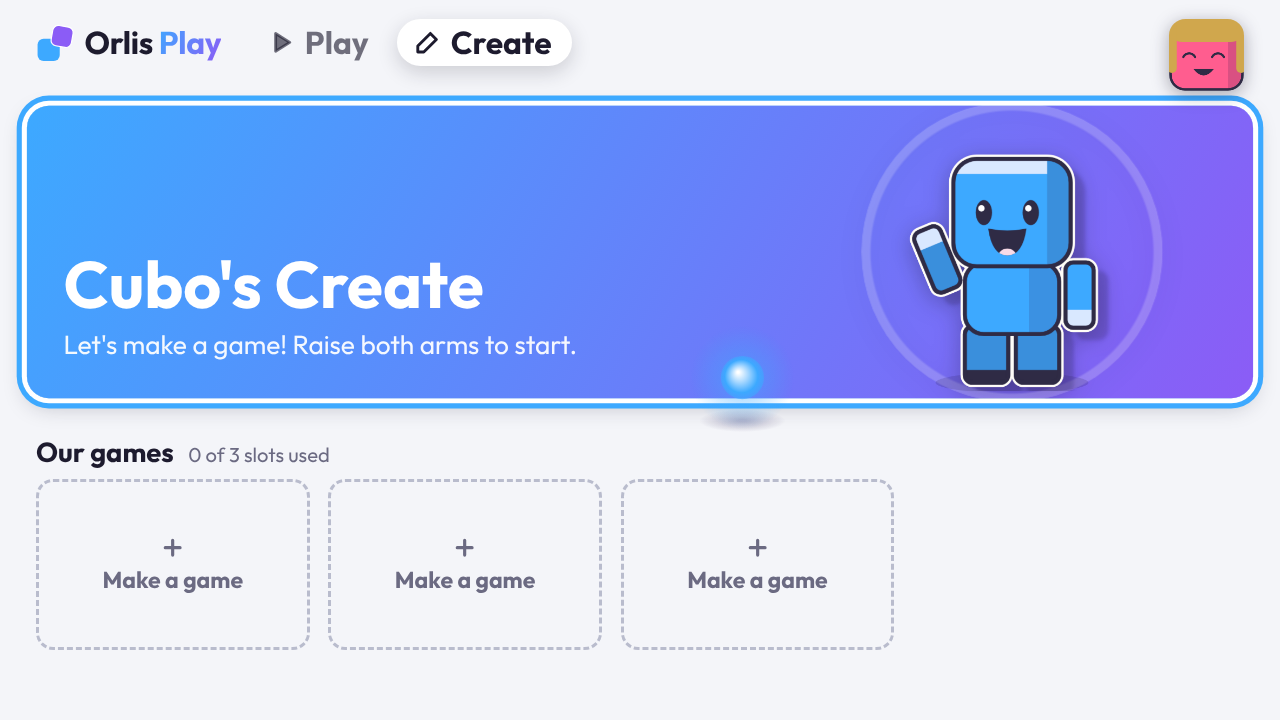 Orlis Play
Play
Create
Cubo's Create
Let's make a game! Raise both arms to start.
Our games
0 of 3 slots used
+
Make a game
+
Make a game
+
Make a game